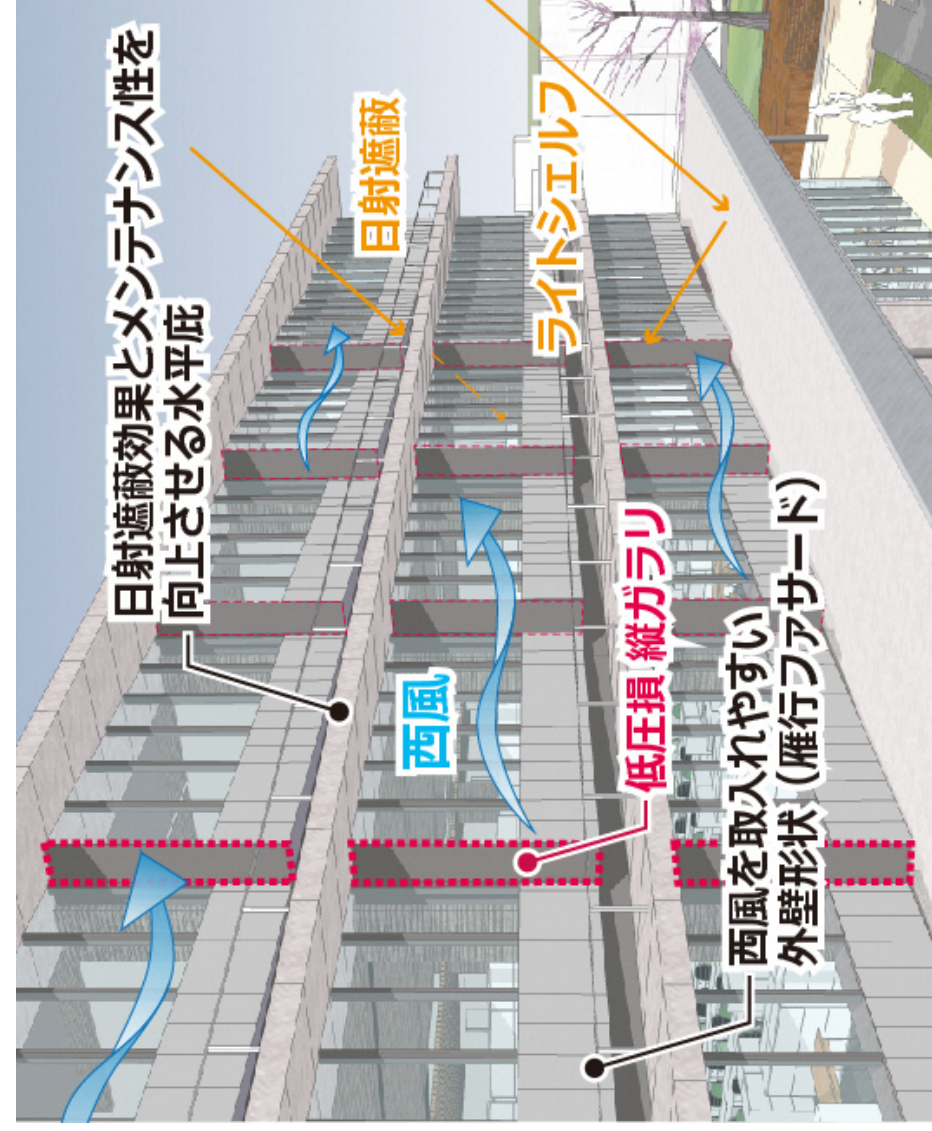 日射遮蔽効果とメンテナンス性を
向上させる水平庇
日射遮蔽
ライトシェルフ
西風
低圧損 縦ガラリ
西風を取入れやすい
外壁形状（雁行ファサード）